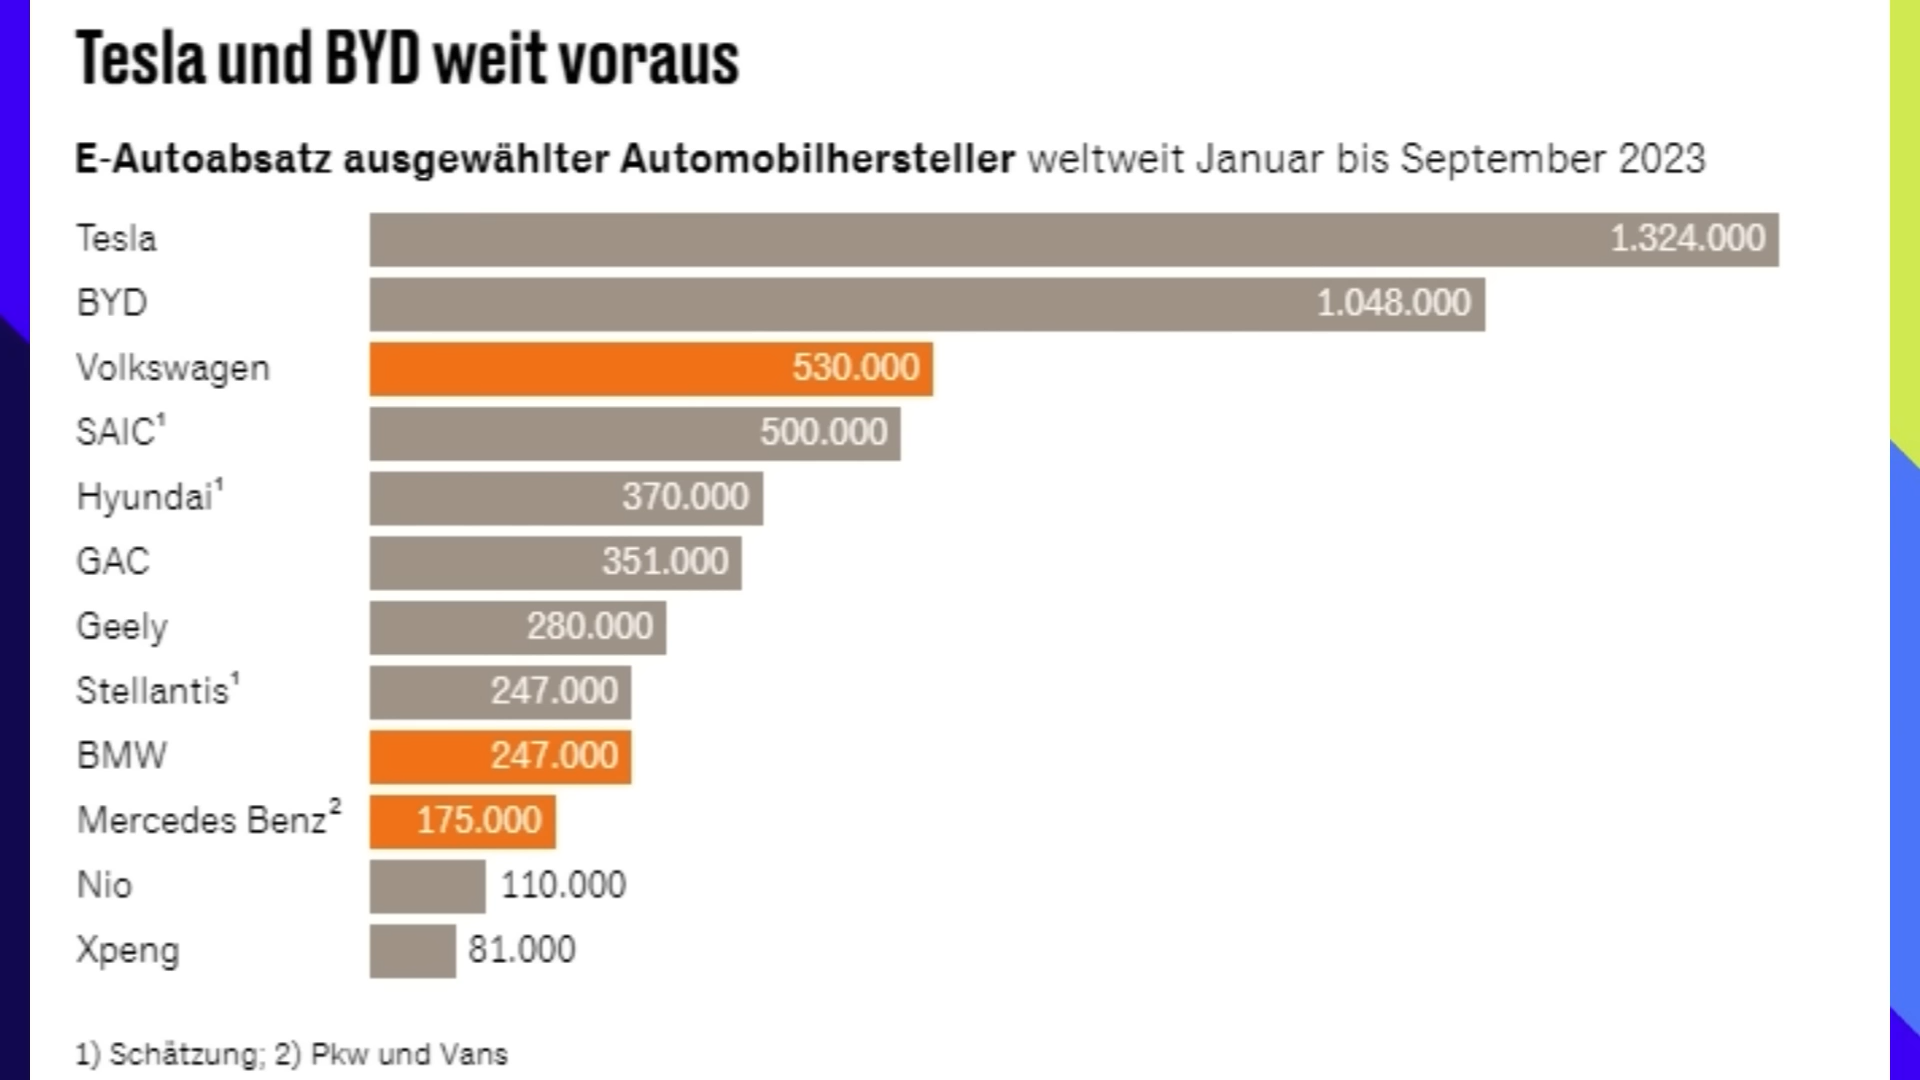 Tesla und BYD weit voraus
E-Autoabsatz ausgewählter Automobilhersteller weltweit Januar bis September 2023
Tesla 1.324.000
BYD 1.048.000
Volkswagen 530.000
SAIC¹ 500.000
Hyundai¹ 370.000
GAC 351.000
Geely 280.000
Stellantis¹ 247.000
BMW 247.000
Mercedes Benz² 175.000
Nio 110.000
Xpeng 81.000
1) Schätzung; 2) Pkw und Vans